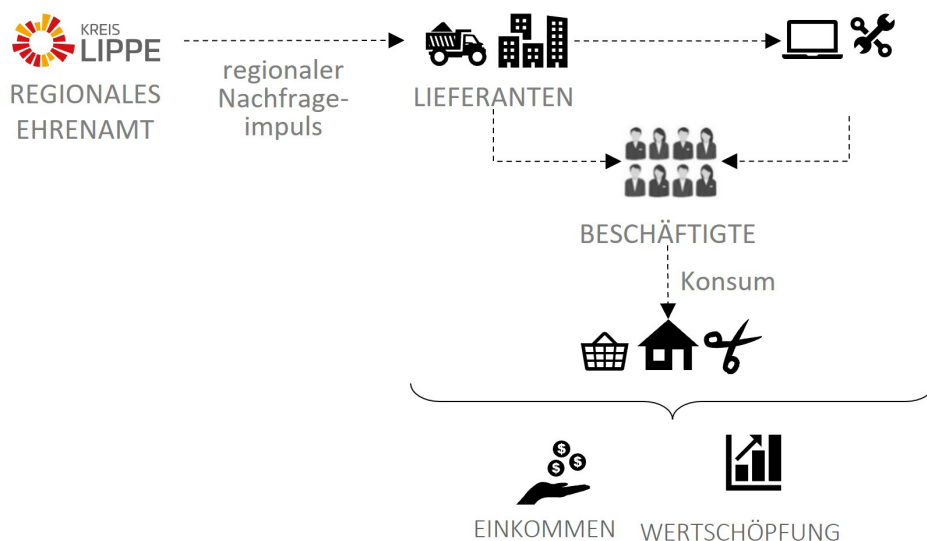 KREIS
LIPPE
REGIONALES
EHRENAMT
regionaler
Nachfrage-
impuls
LIEFERANTEN
BESCHÄFTIGTE
Konsum
$
$
$
EINKOMMEN
WERTSCHÖPFUNG